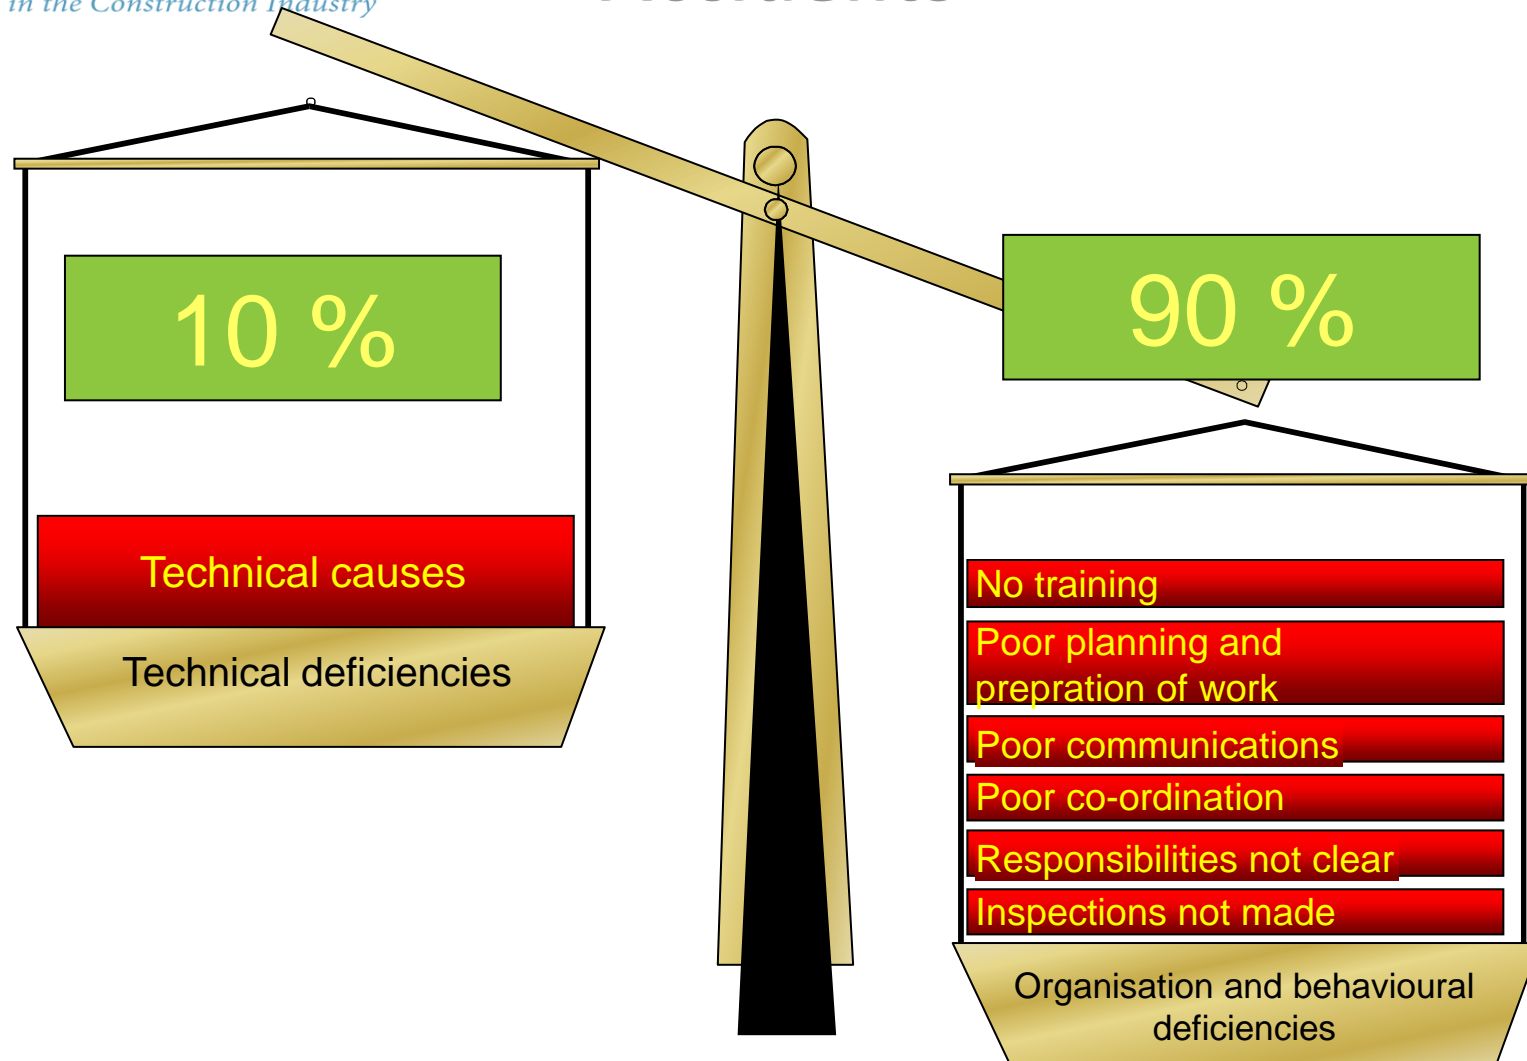 in the Construction Industry
10 %
90 %
Technical causes
Technical deficiencies
No training
Poor planning and
prepration of work
Poor communications
Poor co-ordination
Responsibilities not clear
Inspections not made
Organisation and behavioural
deficiencies